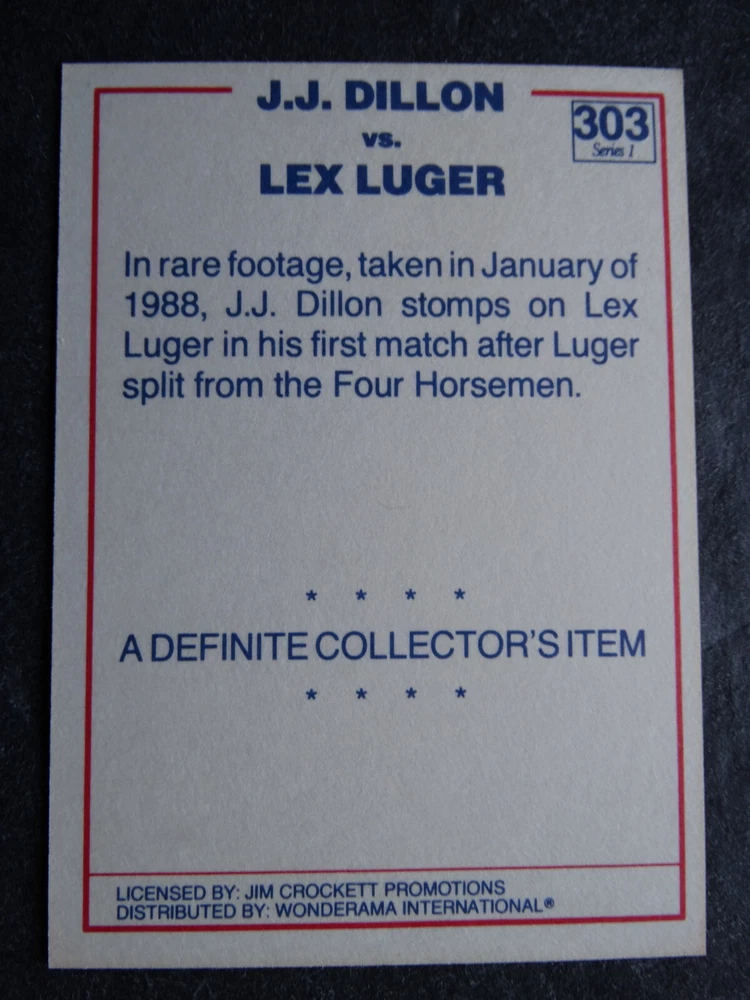 J.J. DILLON
vs.
LEX LUGER
303
Series 1
In rare footage, taken in January of
1988, J.J. Dillon stomps on Lex
Luger in his first match after Luger
split from the Four Horsemen.
* * * *
A DEFINITE COLLECTOR'S ITEM
* * * *
LICENSED BY: JIM CROCKETT PROMOTIONS
DISTRIBUTED BY: WONDERAMA INTERNATIONAL®